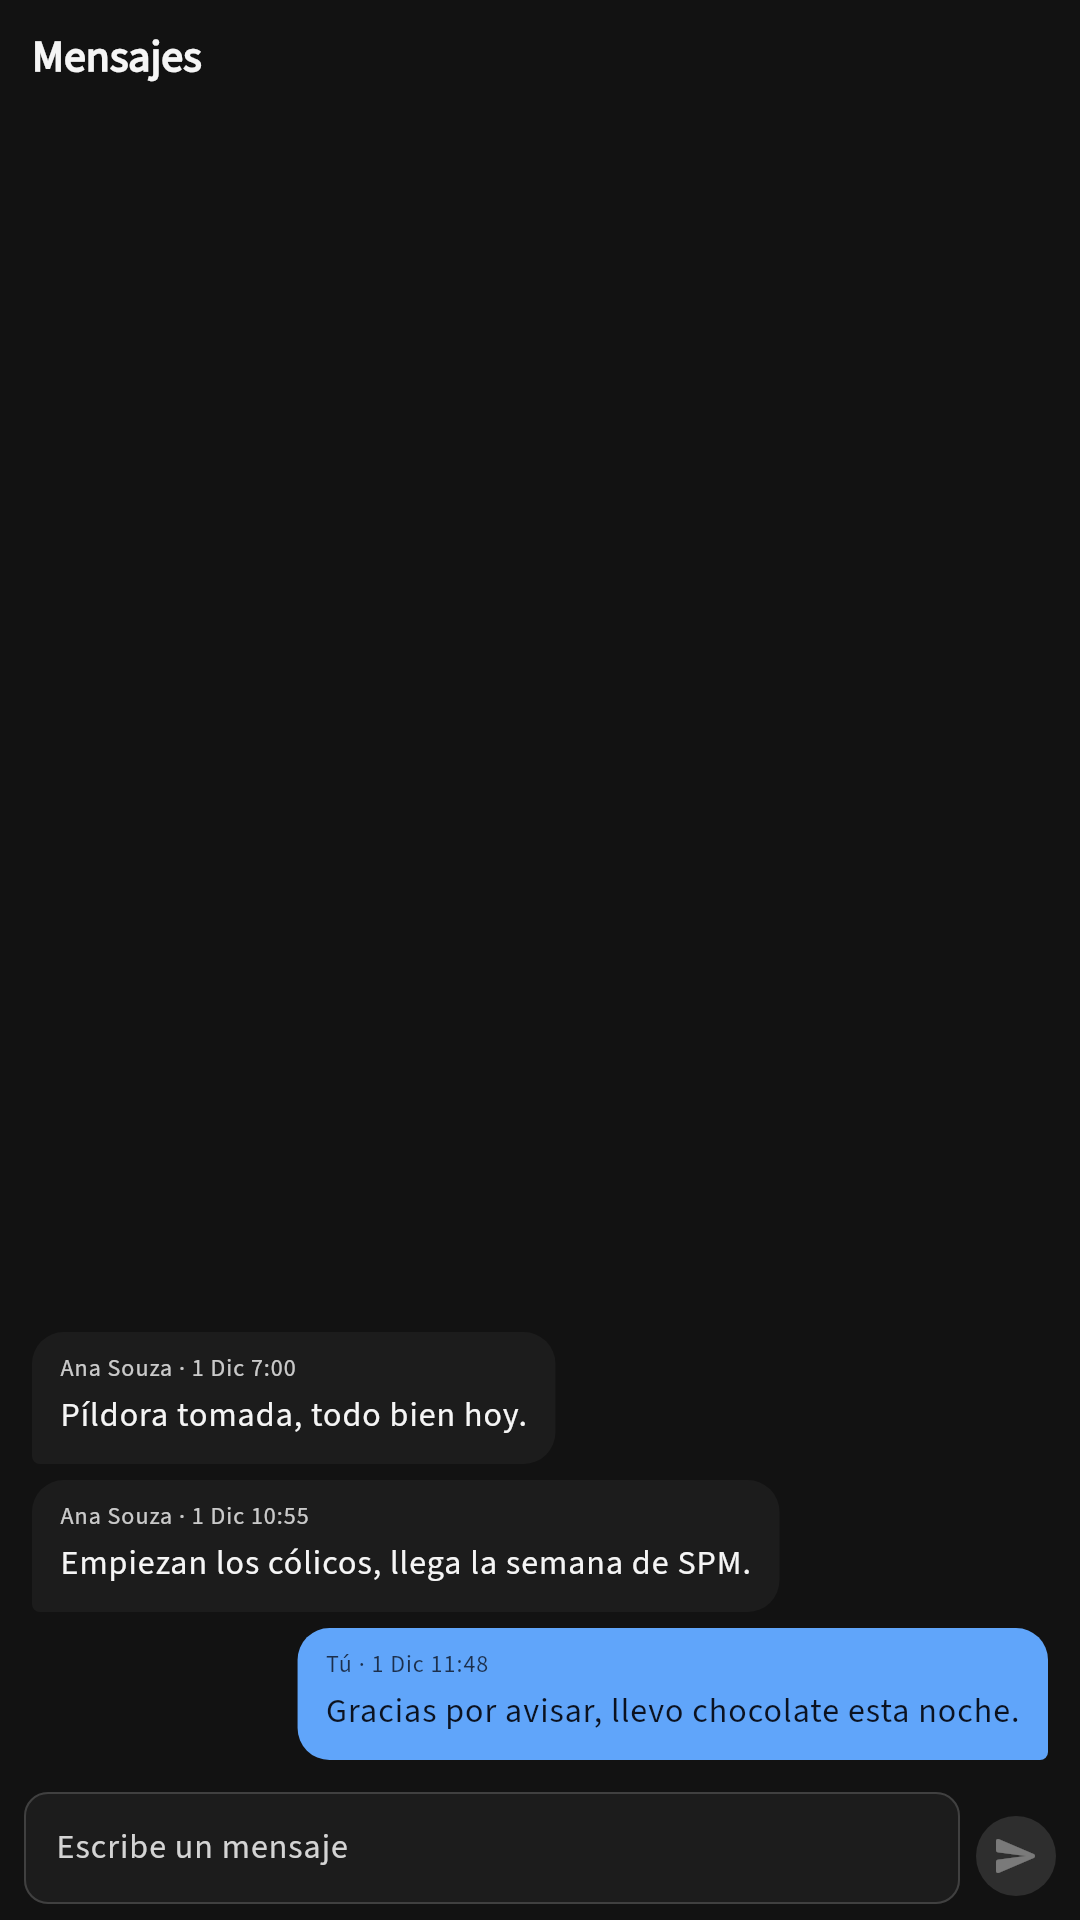 Mensajes
Ana Souza · 1 Dic 7:00
Píldora tomada, todo bien hoy.
Ana Souza · 1 Dic 10:55
Empiezan los cólicos, llega la semana de SPM.
Tú · 1 Dic 11:48
Gracias por avisar, llevo chocolate esta noche.
Escribe un mensaje